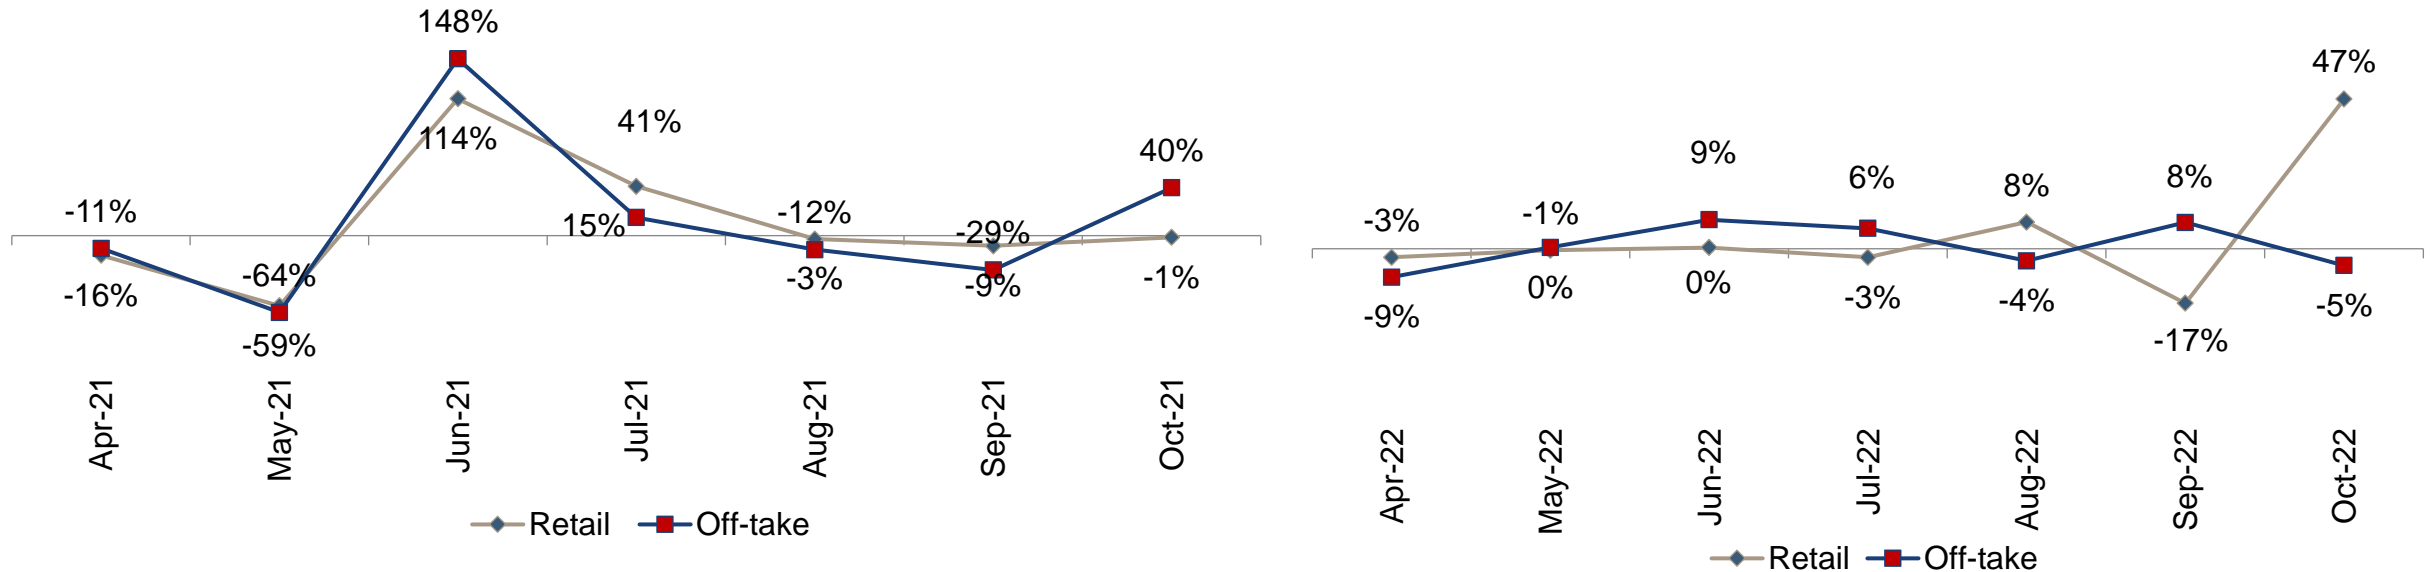 148%
114%
41%
40%
-11%
-12%
15%
-29%
-64%
-16%
-3%
-9%
-1%
-59%
Apr-21
May-21
Jun-21
Jul-21
Aug-21
Sep-21
Oct-21
Retail
Off-take
47%
9%
6%
8%
8%
-3%
-1%
0%
0%
-3%
-4%
-5%
-9%
-17%
Apr-22
May-22
Jun-22
Jul-22
Aug-22
Sep-22
Oct-22
Retail
Off-take